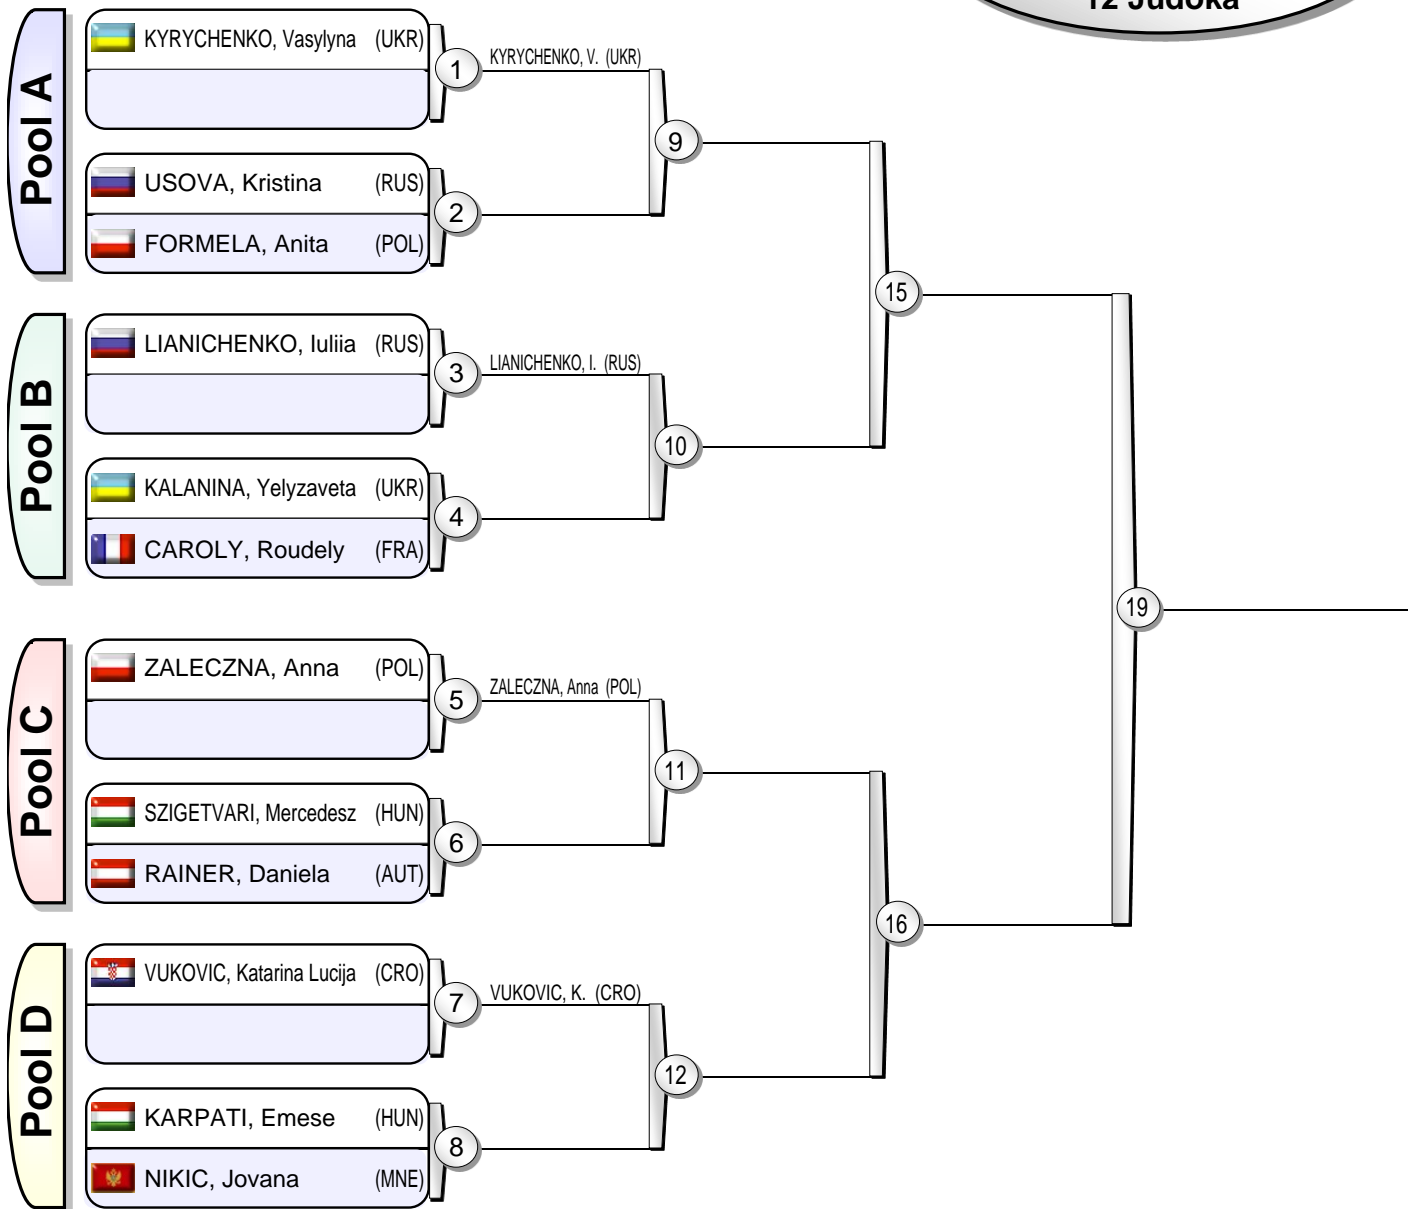 12 Judoka
Pool A
KYRYCHENKO, Vasylyna (UKR)
1
KYRYCHENKO, V. (UKR)
9
USOVA, Kristina (RUS)
2
FORMELA, Anita (POL)
15
Pool B
LIANICHENKO, Iuliia (RUS)
3
LIANICHENKO, I. (RUS)
10
KALANINA, Yelyzaveta (UKR)
4
CAROLY, Roudely (FRA)
19
Pool C
ZALECZNA, Anna (POL)
5
ZALECZNA, Anna (POL)
11
SZIGETVARI, Mercedesz (HUN)
6
RAINER, Daniela (AUT)
16
Pool D
VUKOVIC, Katarina Lucija (CRO)
7
VUKOVIC, K. (CRO)
12
KARPATI, Emese (HUN)
8
NIKIC, Jovana (MNE)